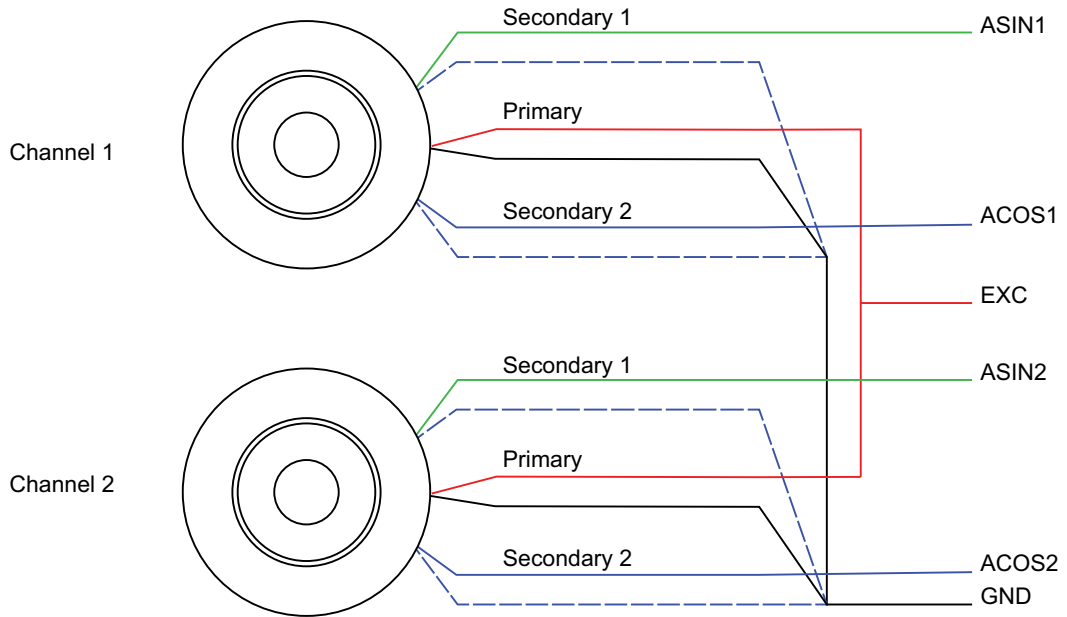 Secondary 1
ASIN1
Primary
Channel 1
Secondary 2
ACOS1
EXC
Secondary 1
ASIN2
Primary
Channel 2
Secondary 2
ACOS2
GND